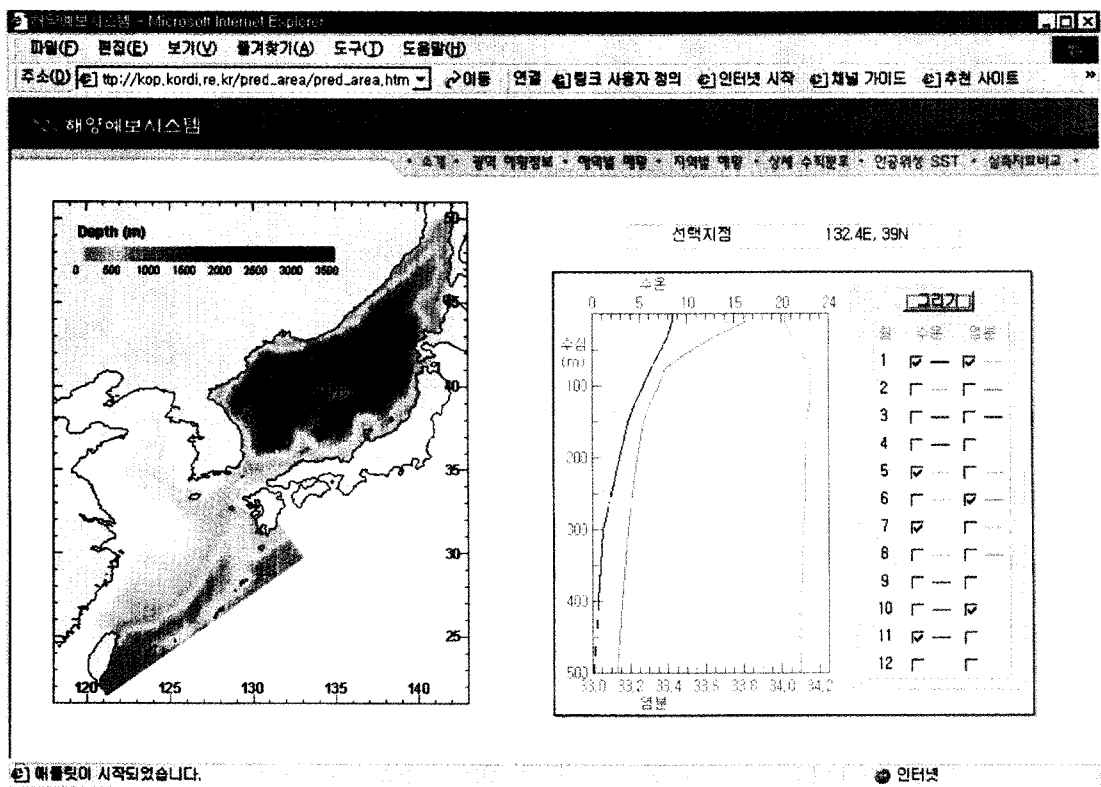 해양예보시스템 - Microsoft Internet Explorer
파일(F) 편집(E) 보기(V) 즐겨찾기(A) 도구(T) 도움말(H)
주소(D) ttp://kop.kordi.re.kr/pred_area/pred_area.htm 이동 연결 링크 사용자 정의 인터넷 시작 채널 가이드 추천 사이트 »
해양예보시스템
· 소개 · 광역 해황정보 · 해역별 해황 · 지역별 해황 · 상세 수직분포 · 인공위성 SST · 실측자료비교 ·
Depth (m)
0 500 1000 1500 2000 2500 3000 3500
50
45
40
35
30
25
120 125 130 135 140
선택지점 132.4E, 39N
수온
0 5 10 15 20 24
수심
(m)
100
200
300
400
500
33.0 33.2 33.4 33.6 33.8 34.0 34.2
염분
그리기
월 수온 염분
1
2
3
4
5
6
7
8
9
10
11
12
애플릿이 시작되었습니다. 인터넷